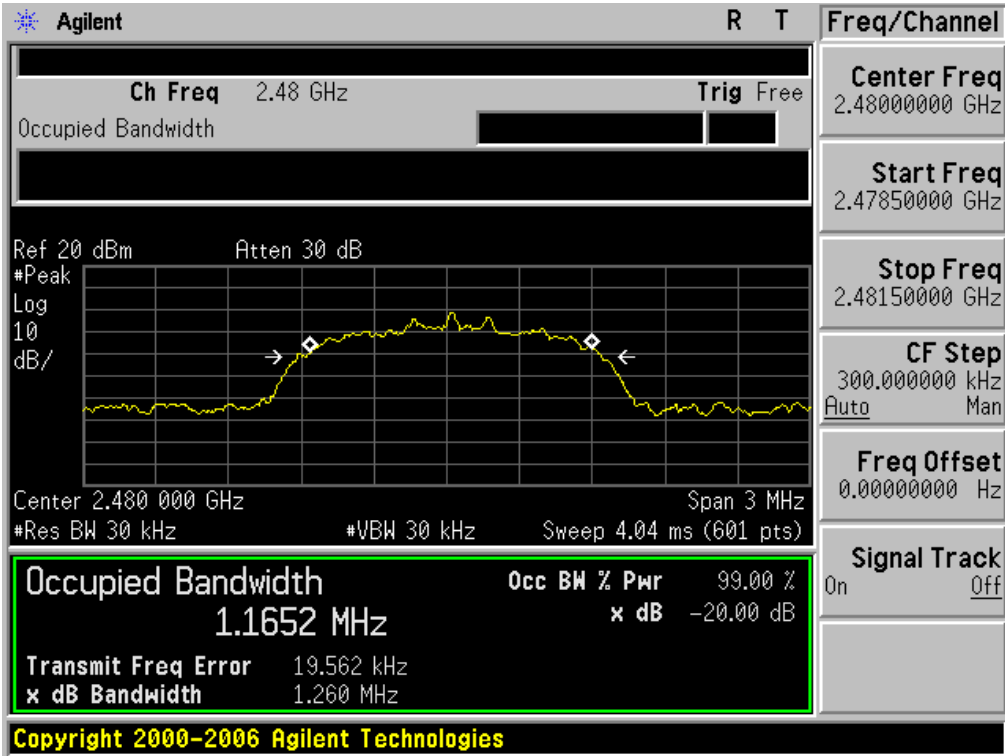 Agilent R T Freq/Channel
Ch Freq 2.48 GHz Trig Free
Occupied Bandwidth
Center Freq
2.48000000 GHz
Start Freq
2.47850000 GHz
Stop Freq
2.48150000 GHz
CF Step
300.000000 kHz
Auto Man
Freq Offset
0.00000000 Hz
Signal Track
On Off
Ref 20 dBm Atten 30 dB
#Peak
Log
10
dB/
Center 2.480 000 GHz Span 3 MHz
#Res BW 30 kHz #VBW 30 kHz Sweep 4.04 ms (601 pts)
Occupied Bandwidth Occ BW % Pwr 99.00 %
1.1652 MHz x dB -20.00 dB
Transmit Freq Error 19.562 kHz
x dB Bandwidth 1.260 MHz
Copyright 2000-2006 Agilent Technologies